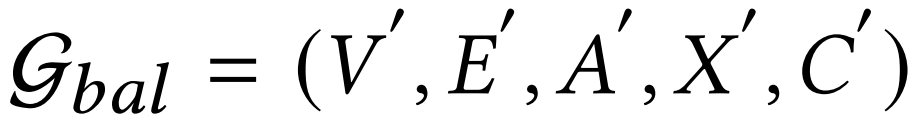 𝒢_{bal} = (V′, E′, A′, X′, C′)